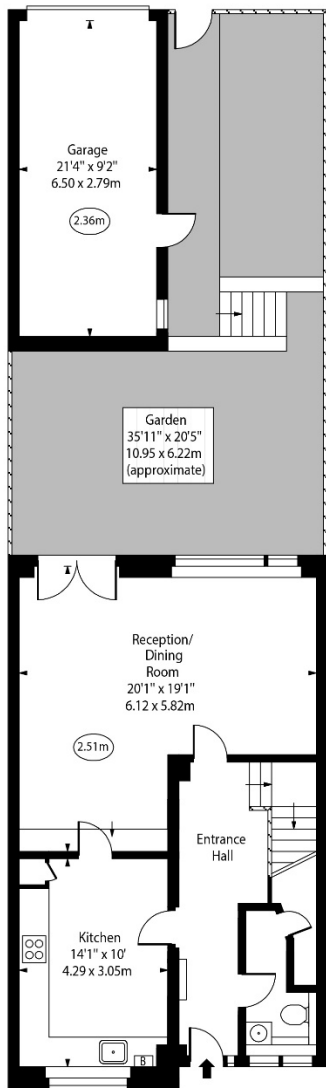 Garage
21'4" x 9'2"
6.50 x 2.79m
2.36m
Garden
35'11" x 20'5"
10.95 x 6.22m
(approximate)
Reception/
Dining
Room
20'1" x 19'1"
6.12 x 5.82m
2.51m
Entrance
Hall
Kitchen
14'1" x 10'
4.29 x 3.05m
B